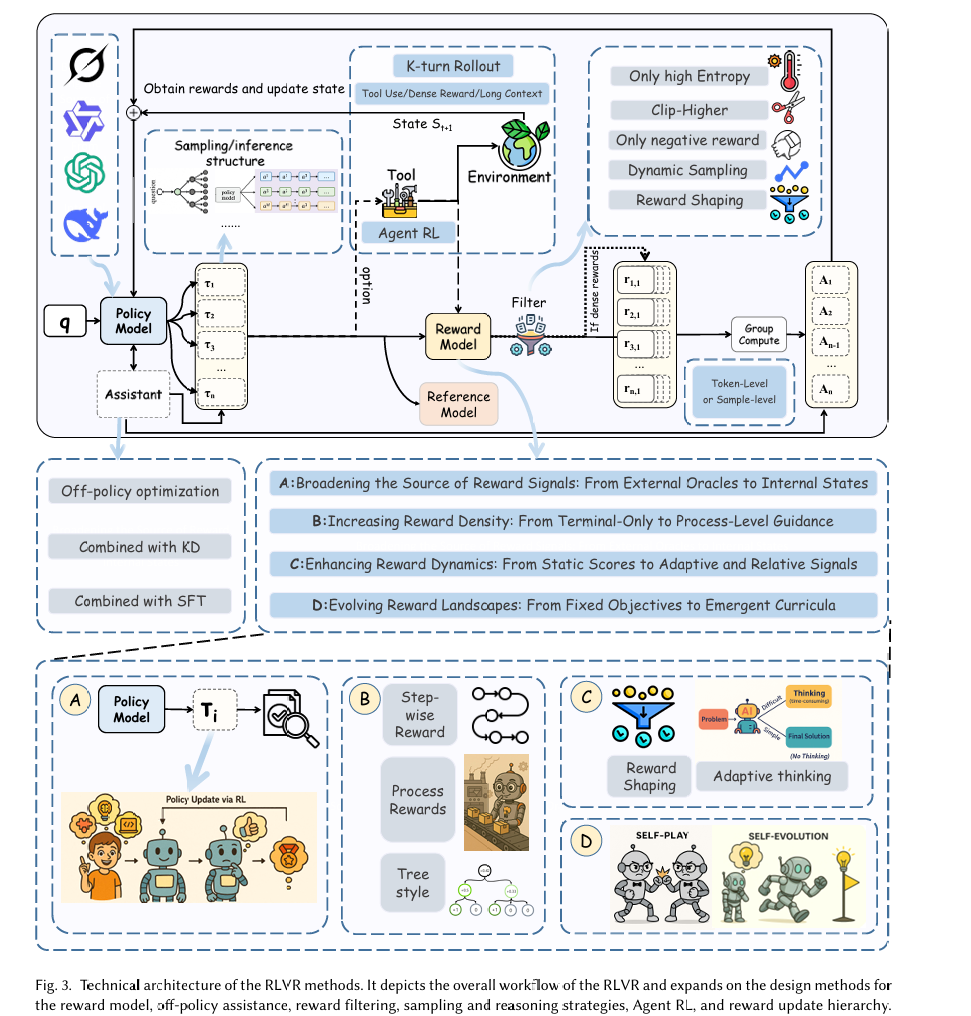 K-turn Rollout
Tool Use/Dense Reward/Long Context
Obtain rewards and update state
State S_{t+1}
Sampling/inference
structure
question
policy
model
......
Tool
Environment
Agent RL
option
Only high Entropy
Clip-Higher
Only negative reward
Dynamic Sampling
Reward Shaping
q
Policy
Model
Assistant
τ1
τ2
τ3
...
τn
Reward
Model
Reference
Model
Filter
If dense rewards
r1,1
r2,1
r3,1
...
rn,1
Group
Compute
Token-Level
or Sample-level
A1
A2
An-1
...
An
Off-policy optimization
Combined with KD
Combined with SFT
A:Broadening the Source of Reward Signals: From External Oracles to Internal States
B:Increasing Reward Density: From Terminal-Only to Process-Level Guidance
C:Enhancing Reward Dynamics: From Static Scores to Adaptive and Relative Signals
D:Evolving Reward Landscapes: From Fixed Objectives to Emergent Curricula
A
Policy
Model
τi
Policy Update via RL
B
Step-
wise
Reward
Process
Rewards
Tree
style
C
Reward
Shaping
Problem
AI
Difficult
Simple
Thinking
(time-consuming)
Final Solution
(No Thinking)
Adaptive thinking
D
SELF-PLAY
SELF-EVOLUTION
Fig. 3. Technical architecture of the RLVR methods. It depicts the overall workflow of the RLVR and expands on the design methods for
the reward model, off-policy assistance, reward filtering, sampling and reasoning strategies, Agent RL, and reward update hierarchy.